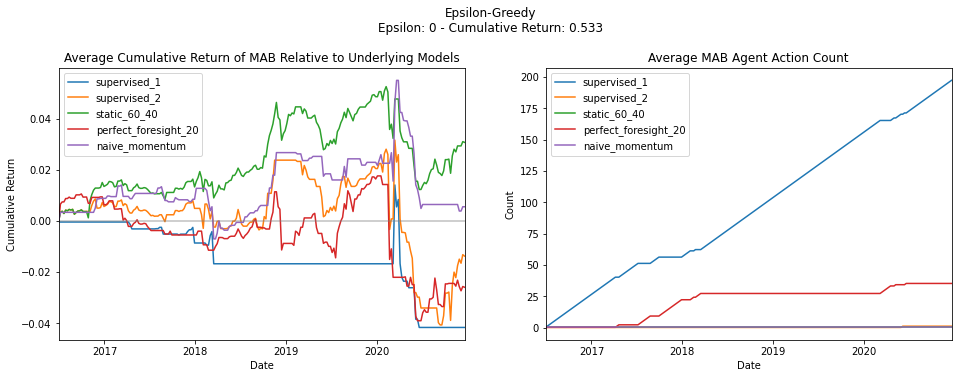 Epsilon-Greedy
Epsilon: 0 - Cumulative Return: 0.533
Average Cumulative Return of MAB Relative to Underlying Models
supervised_1
supervised_2
static_60_40
perfect_foresight_20
naive_momentum
Cumulative Return
0.04
0.02
0.00
−0.02
−0.04
2017
2018
2019
2020
Date
Average MAB Agent Action Count
supervised_1
supervised_2
static_60_40
perfect_foresight_20
naive_momentum
Count
200
175
150
125
100
75
50
25
0
2017
2018
2019
2020
Date